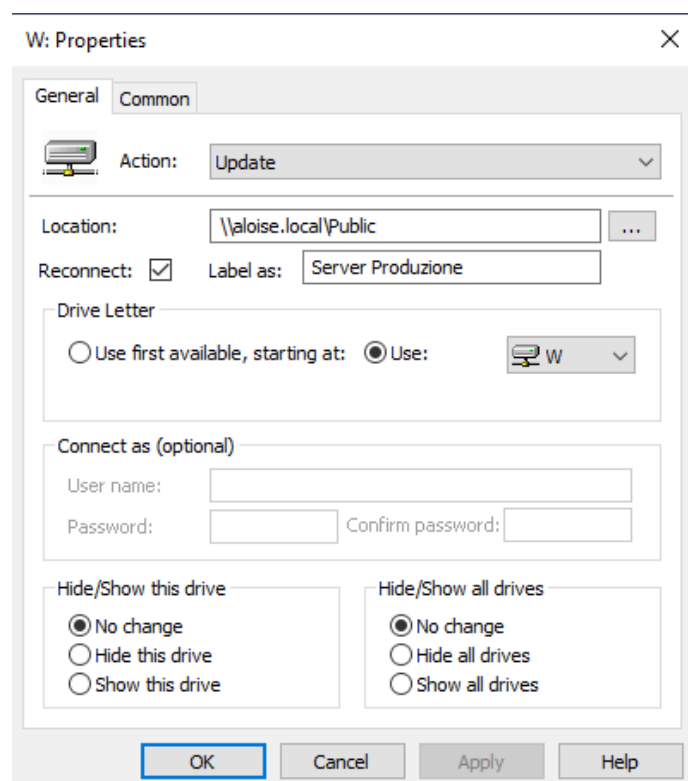 W: Properties
General Common
Action: Update
Location: \\aloise.local\Public ...
Reconnect: Label as: Server Produzione
Drive Letter
Use first available, starting at: Use: W
Connect as (optional)
User name:
Password: Confirm password:
Hide/Show this drive Hide/Show all drives
No change No change
Hide this drive Hide all drives
Show this drive Show all drives
OK Cancel Apply Help